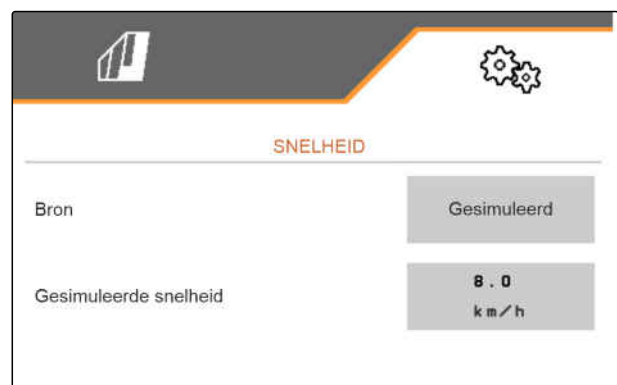 SNELHEID
Bron
Gesimuleerd
Gesimuleerde snelheid
8.0
km/h